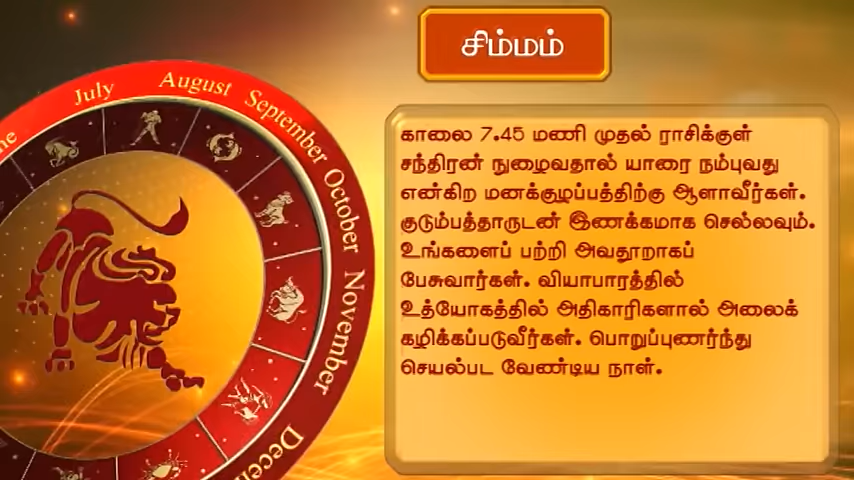 சிம்மம்
காலை 7.45 மணி முதல் ராசிக்குள்
சந்திரன் நுழைவதால் யாரை நம்புவது
என்கிற மனக்குழப்பத்திற்கு ஆளாவீர்கள்.
குடும்பத்தாருடன் இணக்கமாக செல்லவும்.
உங்களைப் பற்றி அவதூறாகப்
பேசுவார்கள். வியாபாரத்தில்
உத்யோகத்தில் அதிகாரிகளால் அலைக்
கழிக்கப்படுவீர்கள். பொறுப்புணர்ந்து
செயல்பட வேண்டிய நாள்.
ne
July
August
September
October
November
Decem